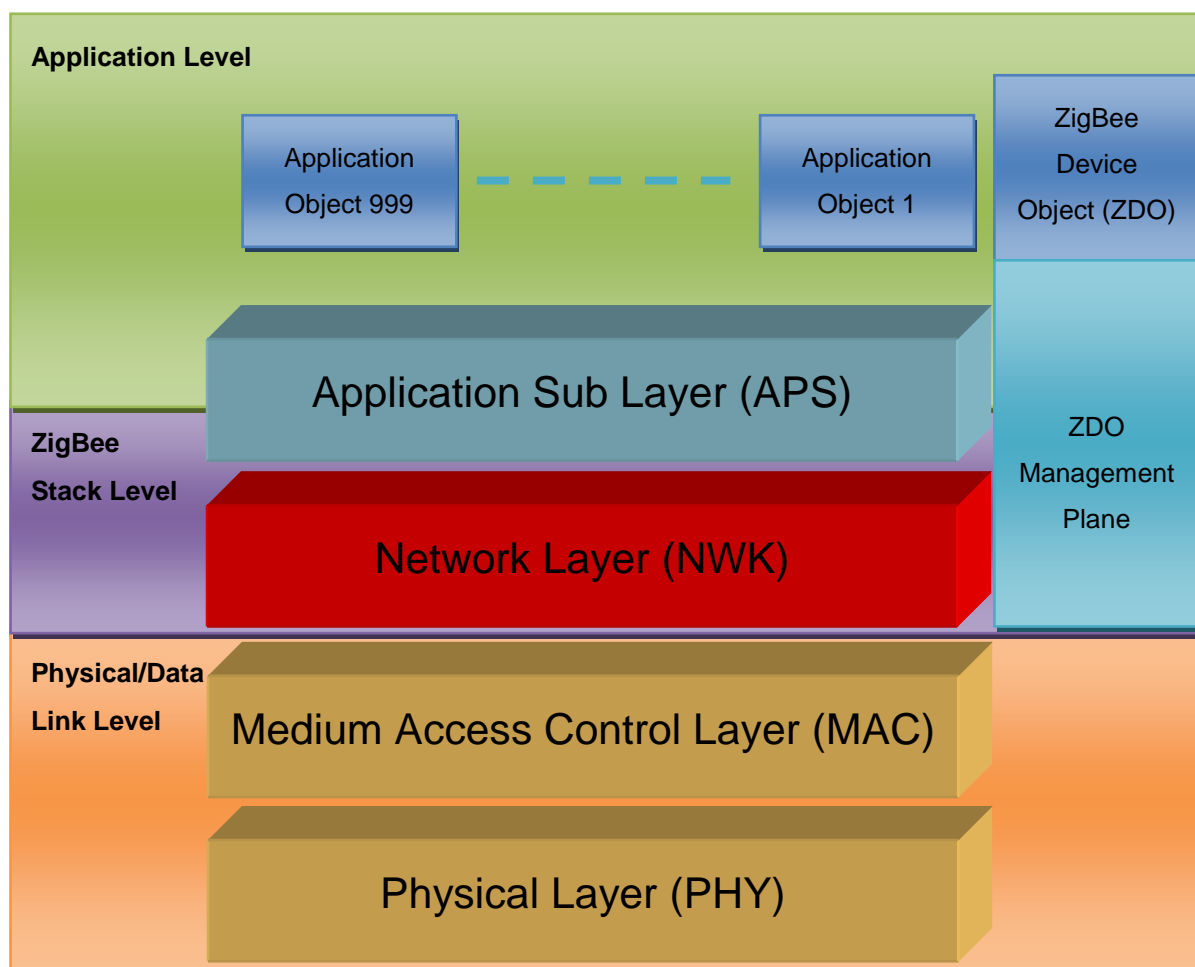 Application Level
Application
Object 999
Application
Object 1
ZigBee
Device
Object (ZDO)
Application Sub Layer (APS)
ZigBee
Stack Level
ZDO
Management
Plane
Network Layer (NWK)
Physical/Data
Link Level
Medium Access Control Layer (MAC)
Physical Layer (PHY)